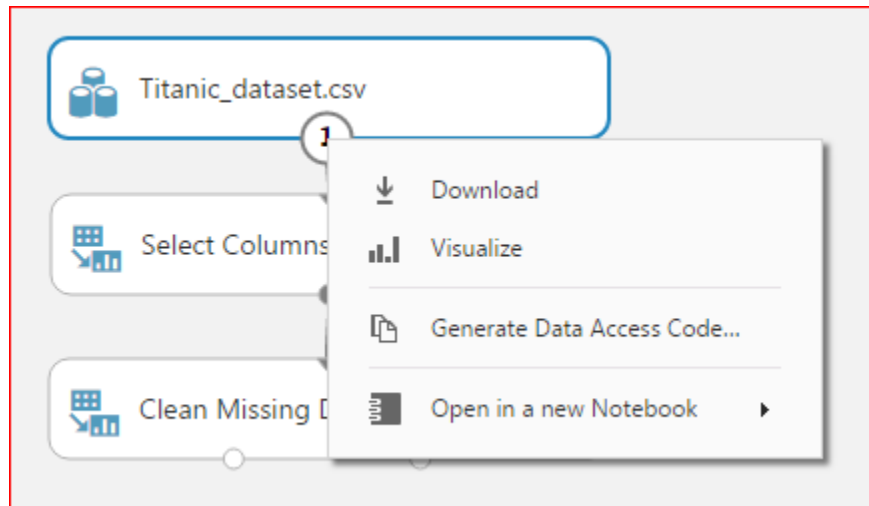 Titanic_dataset.csv
1
Download
Select Columns
Visualize
Generate Data Access Code...
Clean Missing
Open in a new Notebook